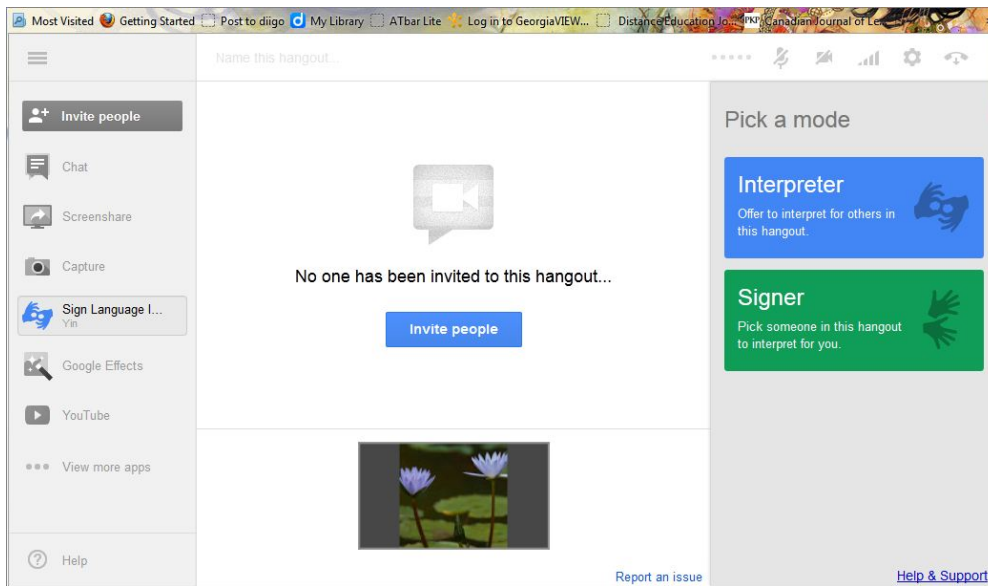 Most Visited Getting Started Post to diigo My Library ATbar Lite Log in to GeorgiaVIEW... Distance Education Jo... PKP Canadian Journal of
Name this hangout...
Invite people
Chat
Screenshare
Capture
Sign Language I...
Yin
Google Effects
YouTube
View more apps
Help
No one has been invited to this hangout...
Invite people
Report an issue
Pick a mode
Interpreter
Offer to interpret for others in
this hangout.
Signer
Pick someone in this hangout
to interpret for you.
Help & Support